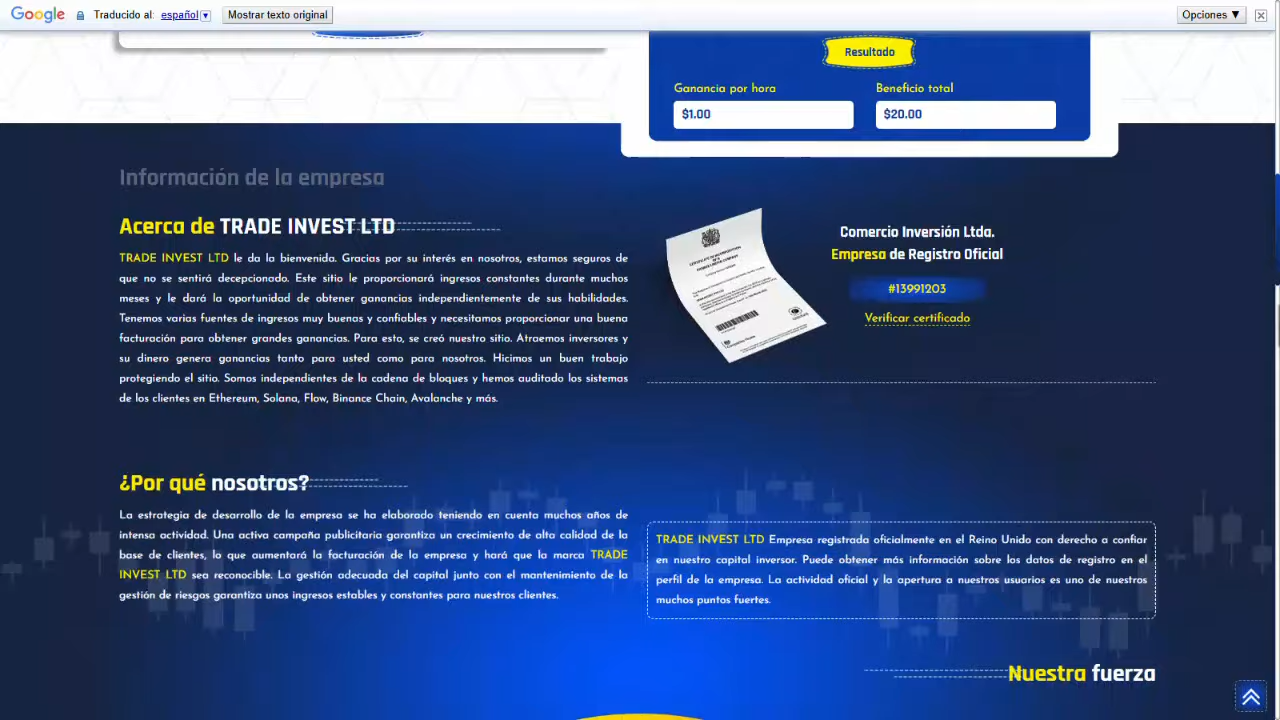 Google Traducido al: español Mostrar texto original Opciones ▼
Resultado
Ganancia por hora Beneficio total
$1.00 $20.00
Información de la empresa
Acerca de TRADE INVEST LTD
TRADE INVEST LTD le da la bienvenida. Gracias por su interés en nosotros, estamos seguros de
que no se sentirá decepcionado. Este sitio le proporcionará ingresos constantes durante muchos
meses y le dará la oportunidad de obtener ganancias independientemente de sus habilidades.
Tenemos varias fuentes de ingresos muy buenas y confiables y necesitamos proporcionar una buena
facturación para obtener grandes ganancias. Para esto, se creó nuestro sitio. Atraemos inversores y
su dinero genera ganancias tanto para usted como para nosotros. Hicimos un buen trabajo
protegiendo el sitio. Somos independientes de la cadena de bloques y hemos auditado los sistemas
de los clientes en Ethereum, Solana, Flow, Binance Chain, Avalanche y más.
Comercio Inversión Ltda.
Empresa de Registro Oficial
#13991203
Verificar certificado
¿Por qué nosotros?
La estrategia de desarrollo de la empresa se ha elaborado teniendo en cuenta muchos años de
intensa actividad. Una activa campaña publicitaria garantiza un crecimiento de alta calidad de la
base de clientes, lo que aumentará la facturación de la empresa y hará que la marca TRADE
INVEST LTD sea reconocible. La gestión adecuada del capital junto con el mantenimiento de la
gestión de riesgos garantiza unos ingresos estables y constantes para nuestros clientes.
TRADE INVEST LTD Empresa registrada oficialmente en el Reino Unido con derecho a confiar
en nuestro capital inversor. Puede obtener más información sobre los datos de registro en el
perfil de la empresa. La actividad oficial y la apertura a nuestros usuarios es uno de nuestros
muchos puntos fuertes.
Nuestra fuerza